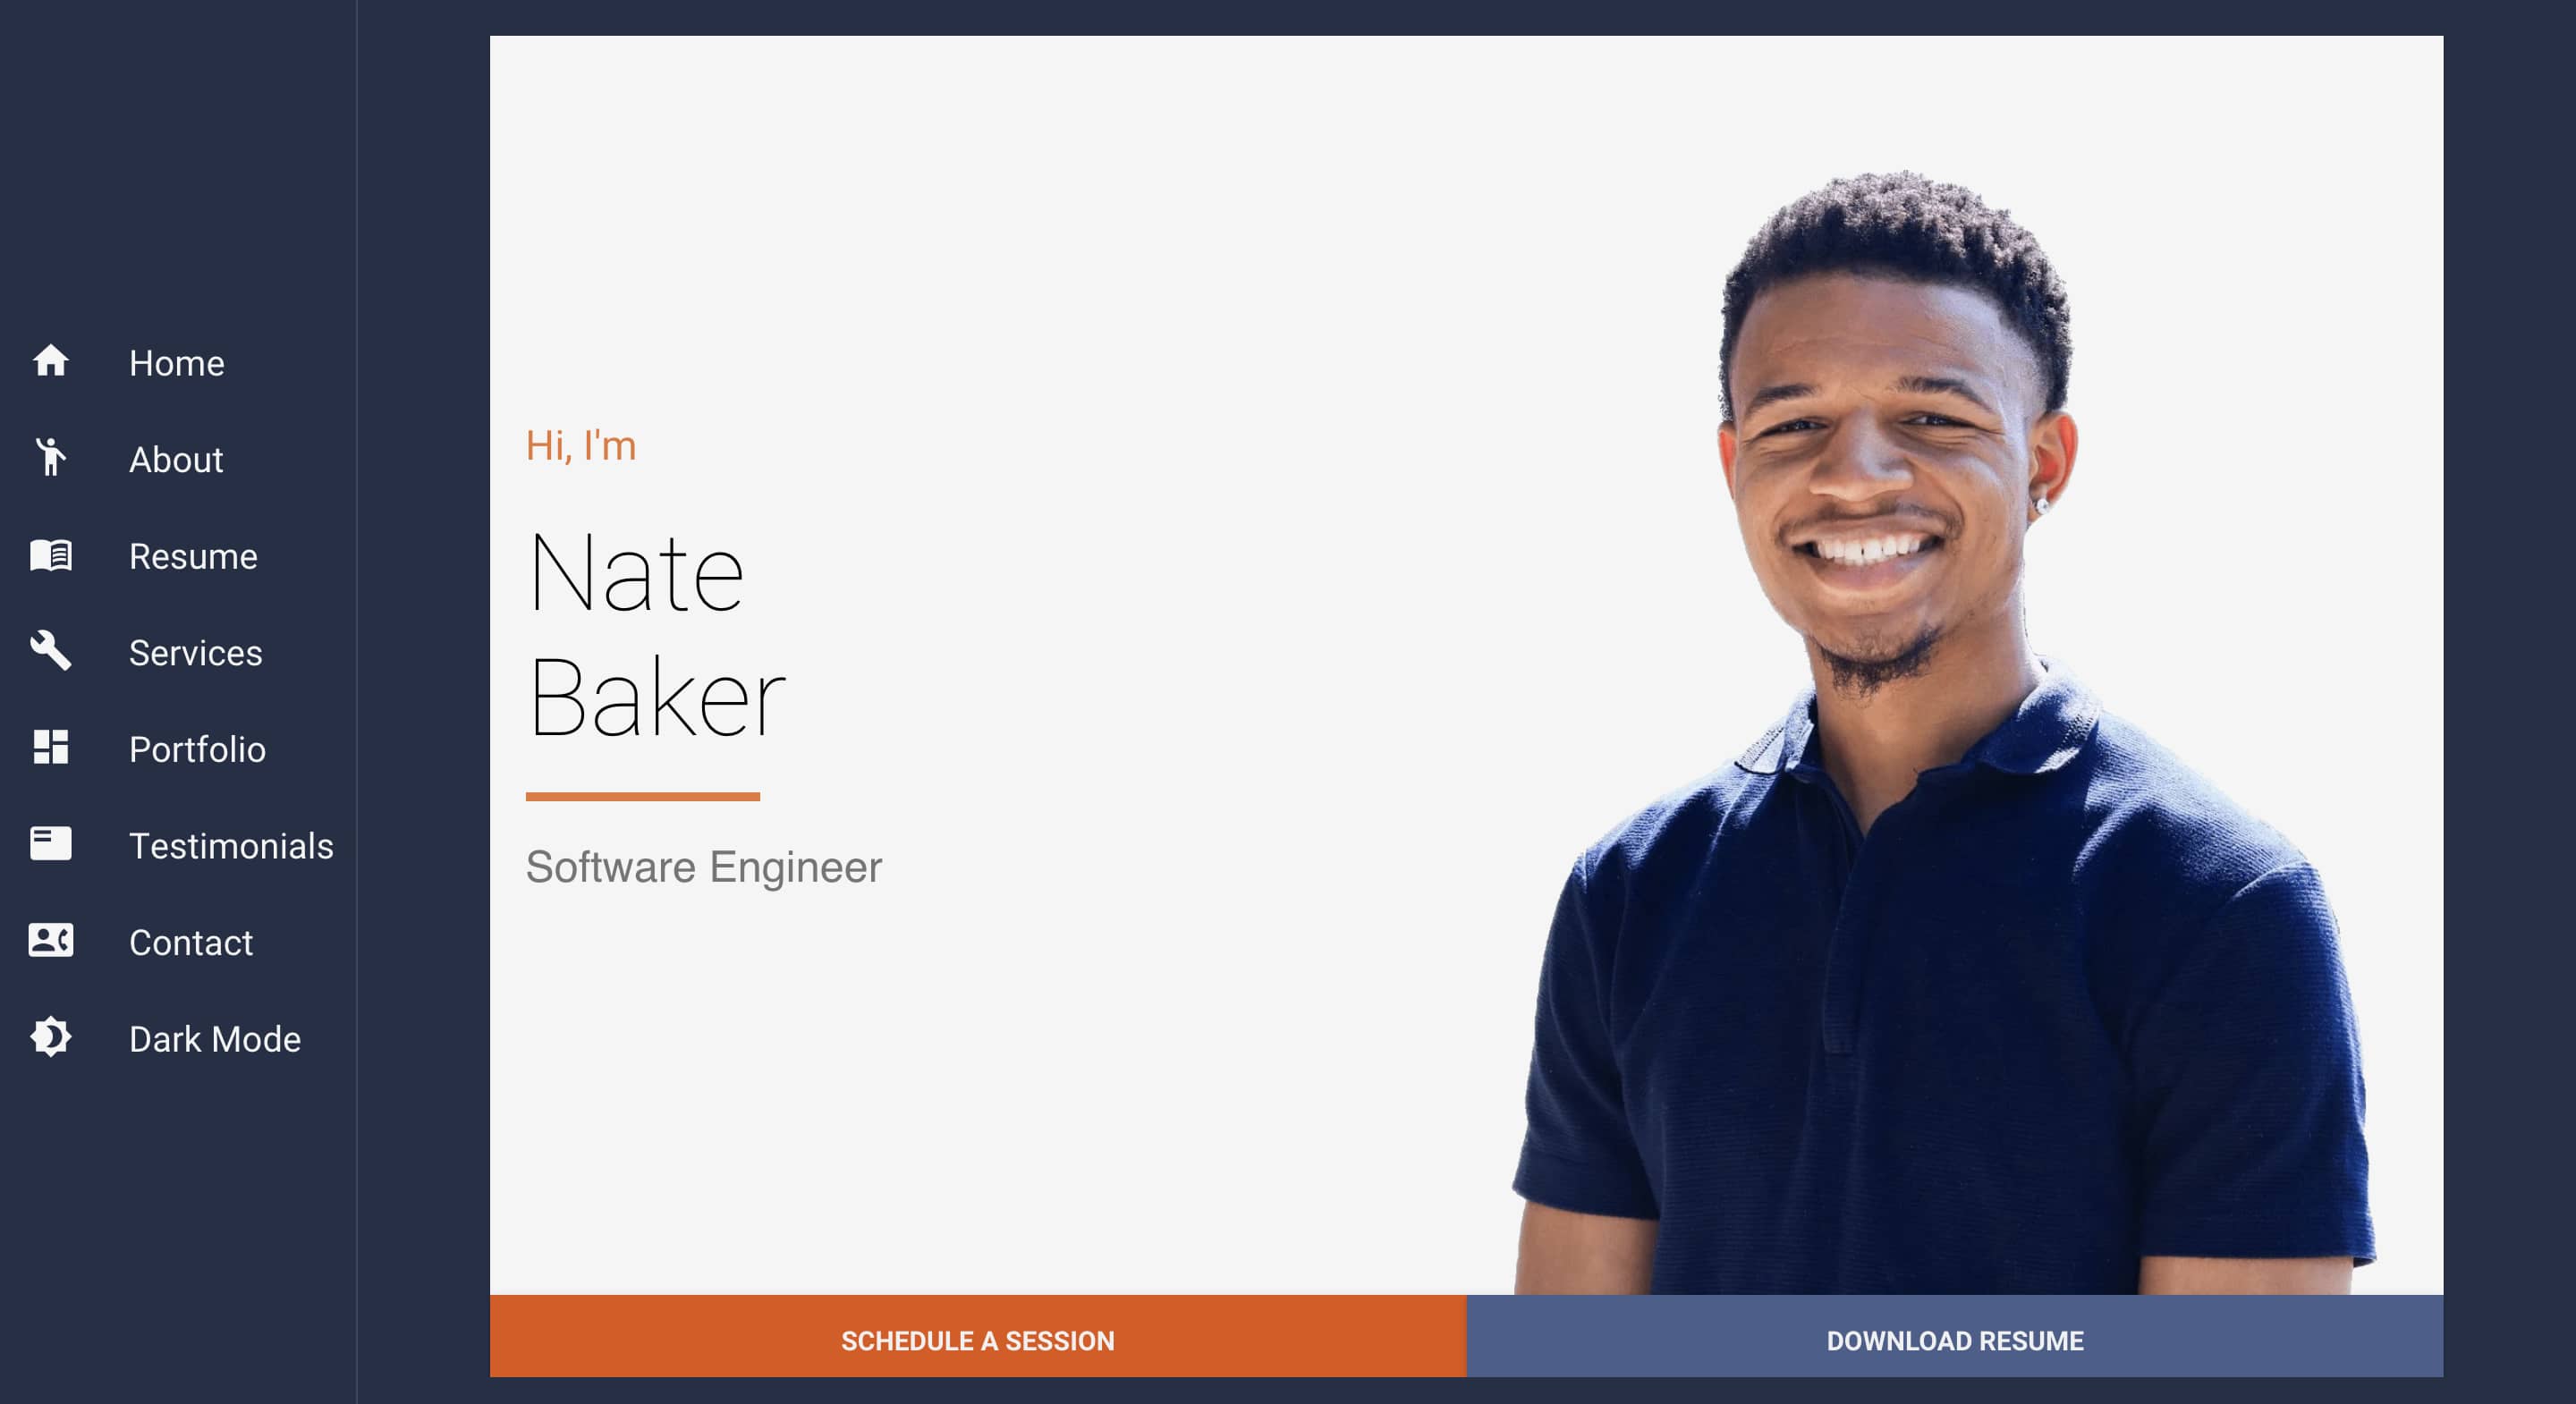 Home
About
Resume
Services
Portfolio
Testimonials
Contact
Dark Mode
Hi, I'm
Nate
Baker
Software Engineer
SCHEDULE A SESSION
DOWNLOAD RESUME